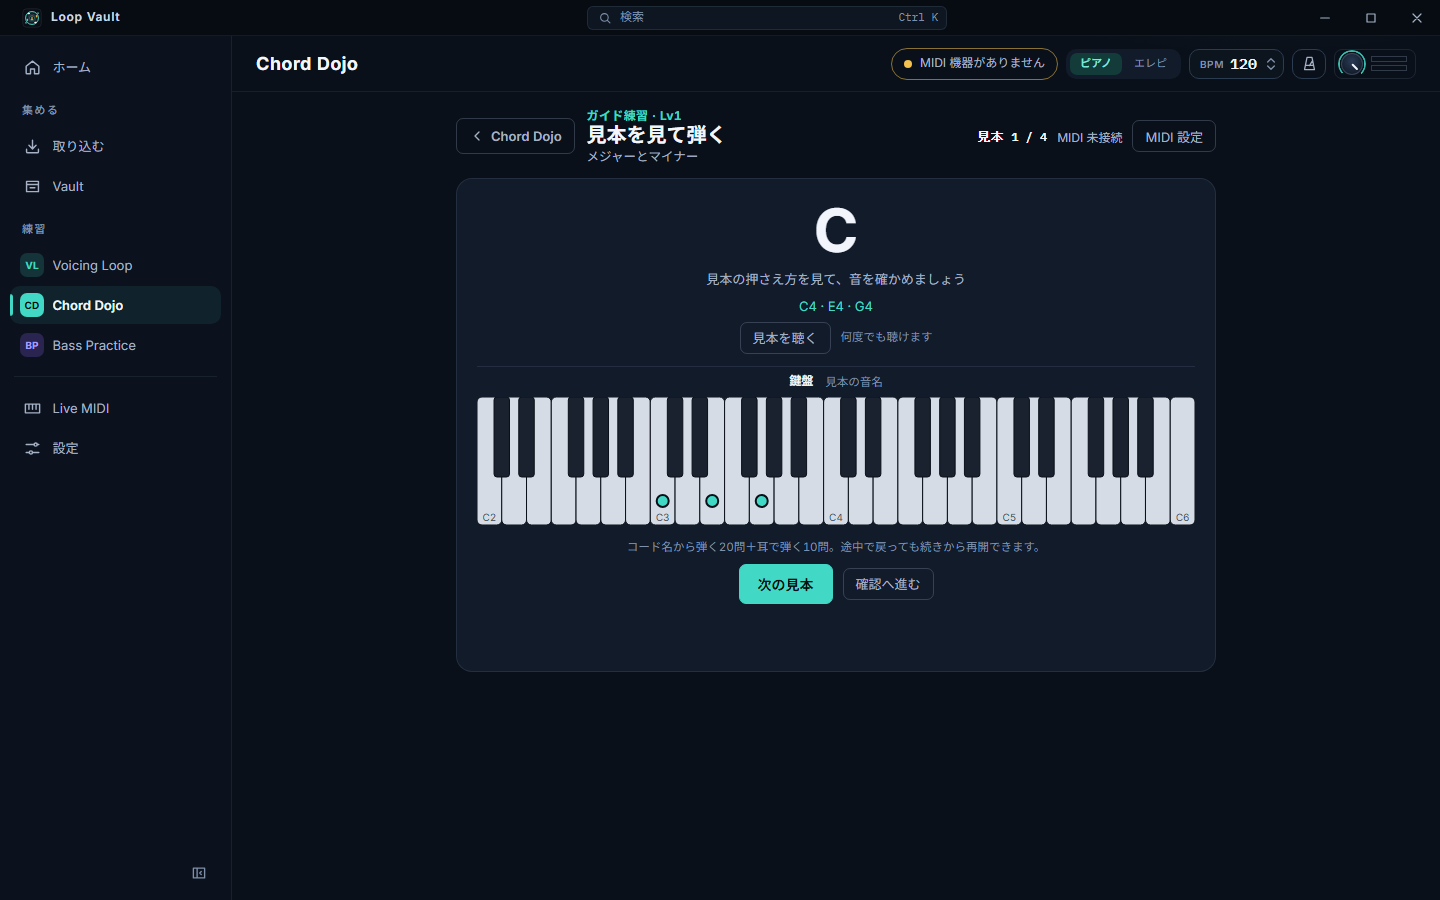 Loop Vault
検索
Ctrl K
ホーム
集める
取り込む
Vault
練習
VL Voicing Loop
CD Chord Dojo
BP Bass Practice
Live MIDI
設定
Chord Dojo
MIDI 機器がありません
ピアノ
エレピ
BPM 120
Chord Dojo
ガイド練習 · Lv1
見本を見て弾く
メジャーとマイナー
見本 1 / 4
MIDI 未接続
MIDI 設定
C
見本の押さえ方を見て、音を確かめましょう
C4 · E4 · G4
見本を聴く
何度でも聴けます
鍵盤 見本の音名
C2 C3 C4 C5 C6
コード名から弾く20問＋耳で弾く10問。途中で戻っても続きから再開できます。
次の見本
確認へ進む